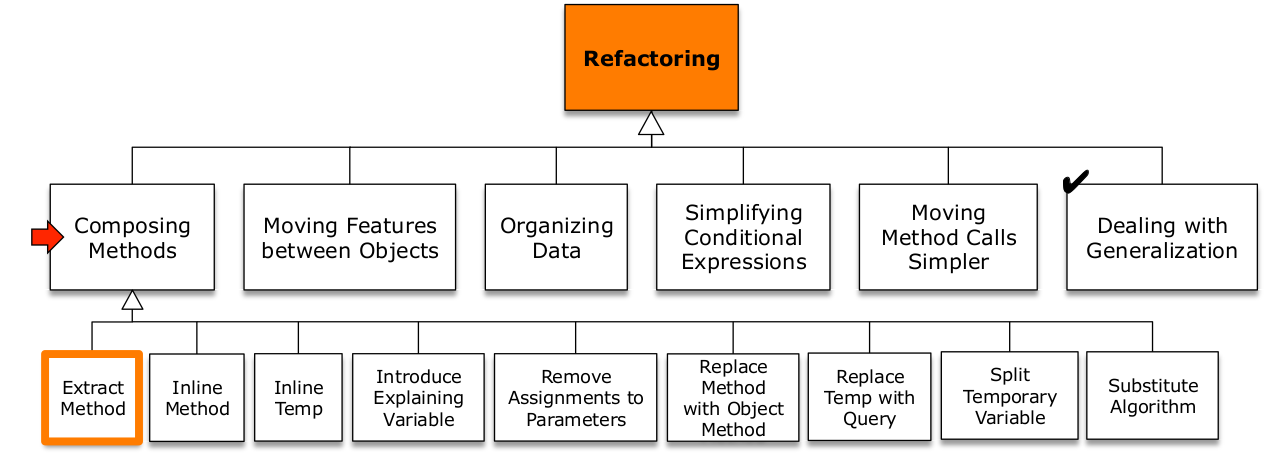 Refactoring
Composing
Methods
Moving Features
between Objects
Organizing
Data
Simplifying
Conditional
Expressions
Moving
Method Calls
Simpler
Dealing with
Generalization
Extract
Method
Inline
Method
Inline
Temp
Introduce
Explaining
Variable
Remove
Assignments to
Parameters
Replace
Method
with Object
Method
Replace
Temp with
Query
Split
Temporary
Variable
Substitute
Algorithm